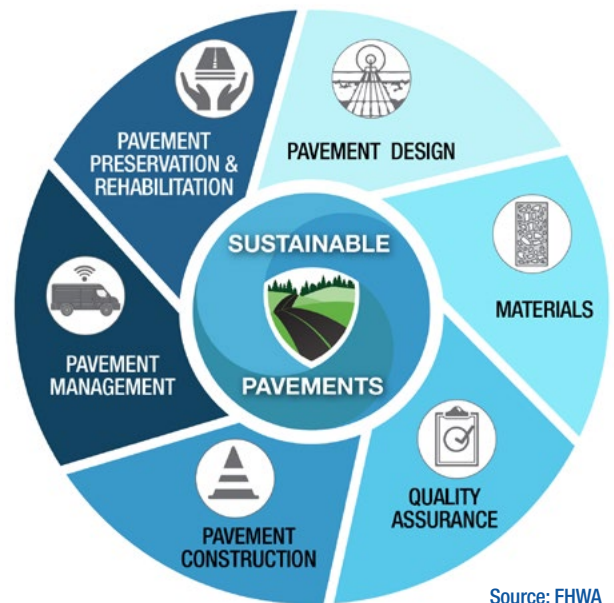 PAVEMENT
PRESERVATION &
REHABILITATION
PAVEMENT DESIGN
MATERIALS
QUALITY
ASSURANCE
PAVEMENT
CONSTRUCTION
PAVEMENT
MANAGEMENT
SUSTAINABLE
PAVEMENTS
Source: FHWA